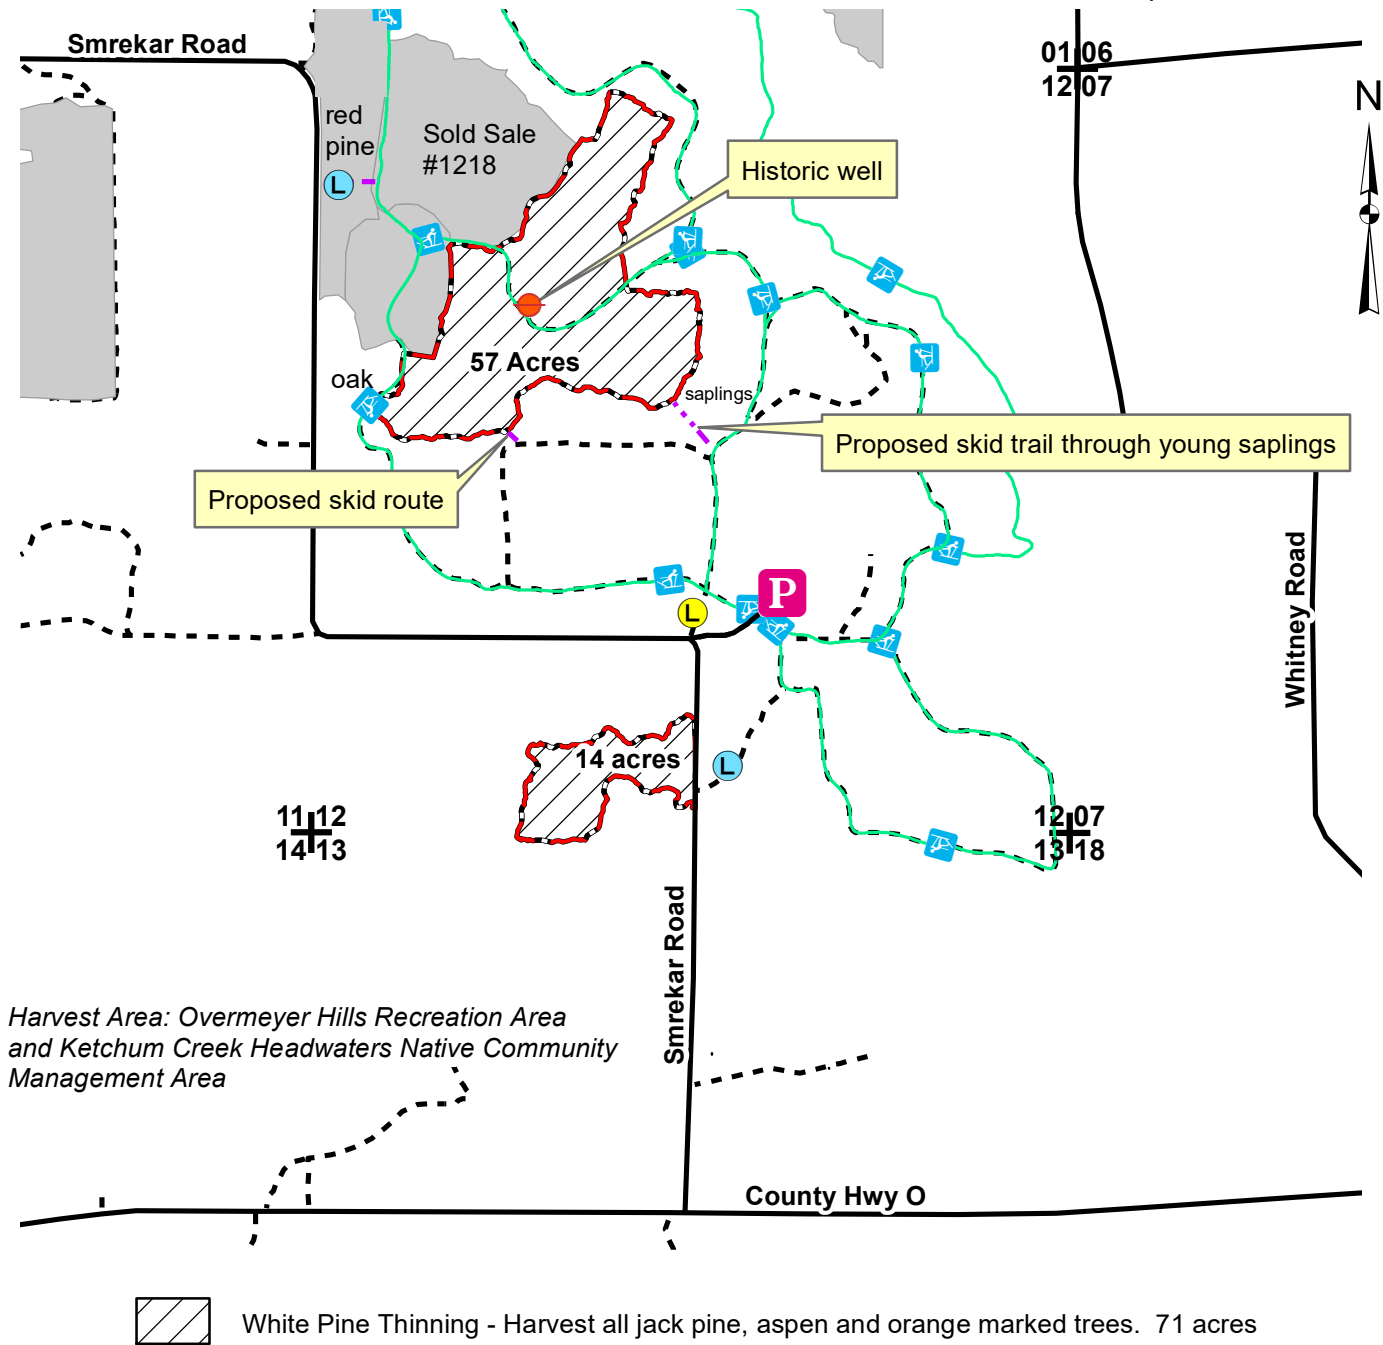 Smrekar Road
01 06
12 07
N
red
pine
Sold Sale
#1218
L
Historic well
57 Acres
oak
saplings
Proposed skid trail through young saplings
Proposed skid route
P
L
Whitney Road
14 acres
L
11 12
14 13
12 07
13 18
Smrekar Road
Harvest Area: Overmeyer Hills Recreation Area
and Ketchum Creek Headwaters Native Community
Management Area
County Hwy O
White Pine Thinning - Harvest all jack pine, aspen and orange marked trees. 71 acres